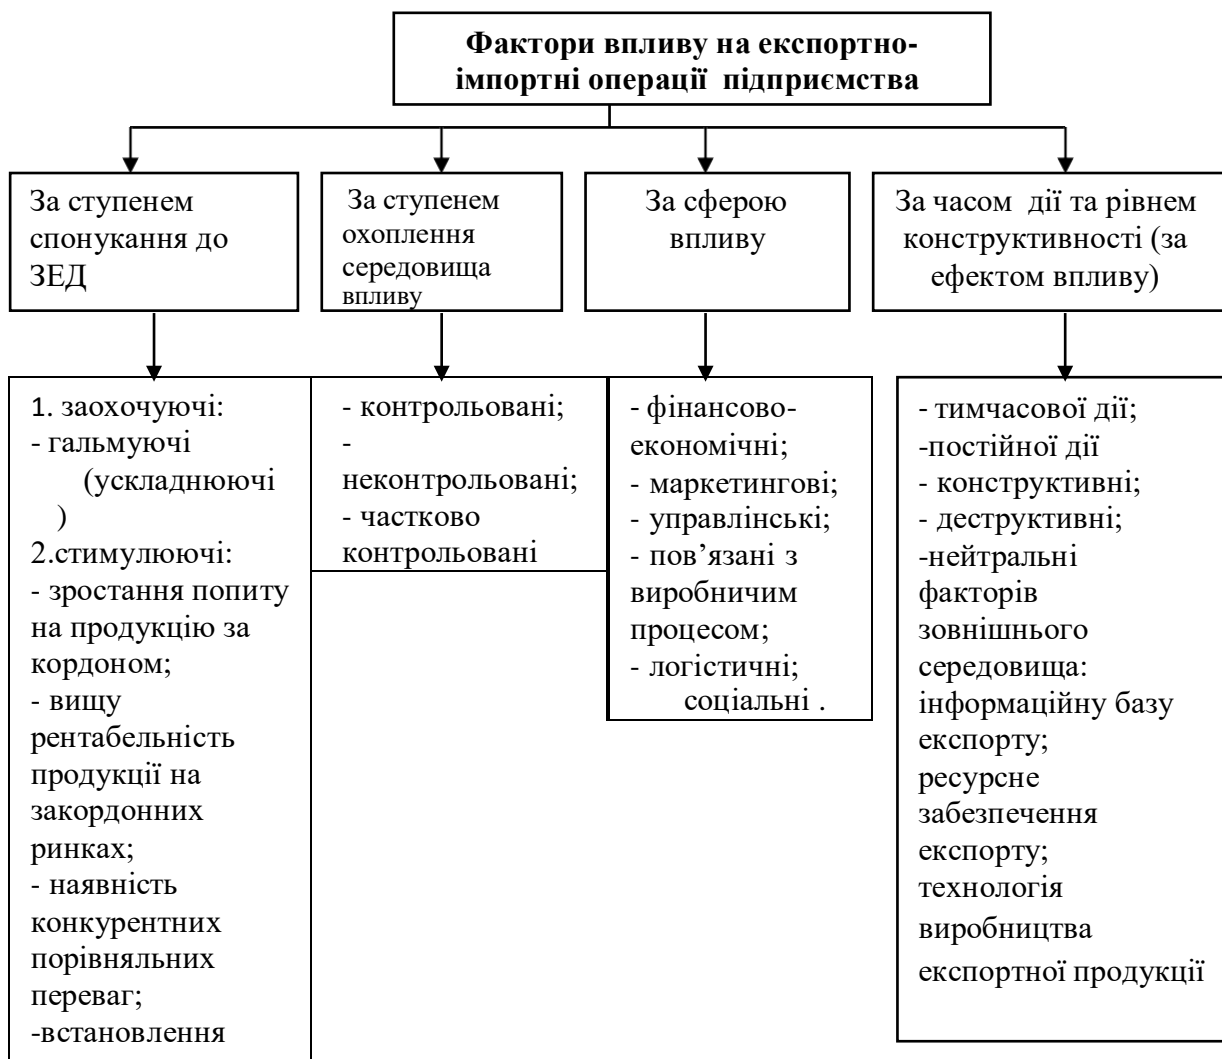 Фактори впливу на експортно-
імпортні операції підприємства
За ступенем
спонукання до
ЗЕД
За ступенем
охоплення
середовища
впливу
За сферою
впливу
За часом дії та рівнем
конструктивності (за
ефектом впливу)
1. заохочуючі:
- гальмуючі
(ускладнюючі
)
2.стимулюючі:
- зростання попиту
на продукцію за
кордоном;
- вищу
рентабельність
продукції на
закордонних
ринках;
- наявність
конкурентних
порівняльних
переваг;
-встановлення
- контрольовані;
-
неконтрольовані;
- частково
контрольовані
- фінансово-
економічні;
- маркетингові;
- управлінські;
- пов’язані з
виробничим
процесом;
- логістичні;
соціальні .
- тимчасової дії;
-постійної дії
- конструктивні;
- деструктивні;
-нейтральні
факторів
зовнішнього
середовища:
інформаційну базу
експорту;
ресурсне
забезпечення
експорту;
технологія
виробництва
експортної продукції